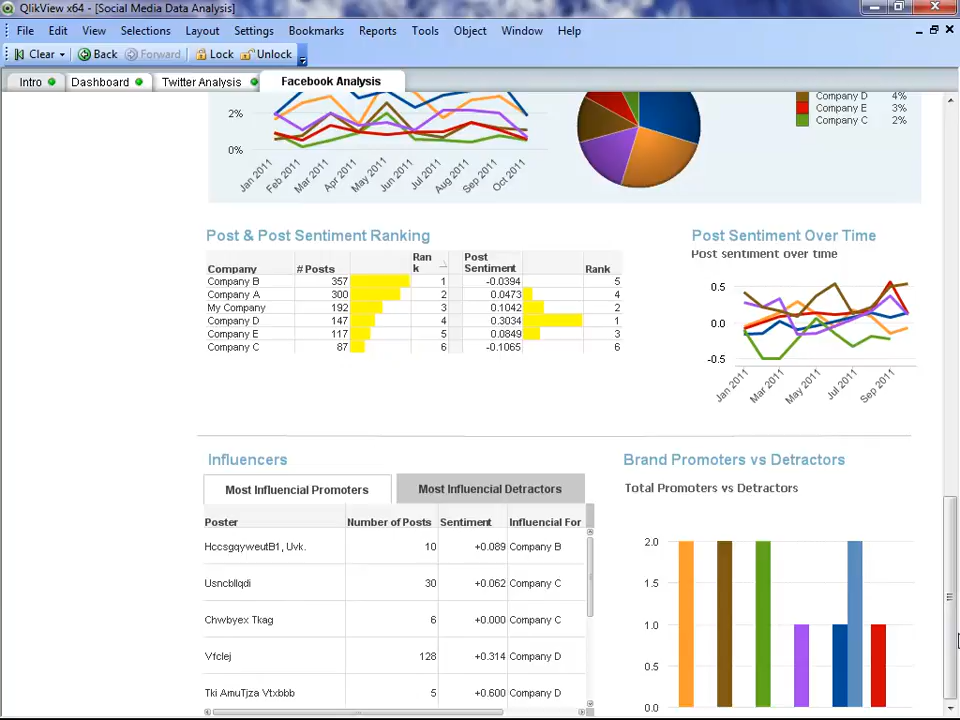 QlikView x64 - [Social Media Data Analysis]
File Edit View Selections Layout Settings Bookmarks Reports Tools Object Window Help
Clear Back Forward Lock Unlock
Intro Dashboard Twitter Analysis Facebook Analysis
2%
0%
Jan 2011 Feb 2011 Mar 2011 Apr 2011 May 2011 Jun 2011 Jul 2011 Aug 2011 Sep 2011 Oct 2011
Company D 4%
Company E 3%
Company C 2%
Post & Post Sentiment Ranking
Company # Posts Rank Post Sentiment Rank
Company B 357 1 -0.0394 5
Company A 300 2 0.0473 4
My Company 192 3 0.1042 2
Company D 147 4 0.3034 1
Company E 117 5 0.0849 3
Company C 87 6 -0.1065 6
Post Sentiment Over Time
Post sentiment over time
0.5
0.0
-0.5
Jan 2011 Mar 2011 May 2011 Jul 2011 Sep 2011
Influencers
Most Influential Promoters Most Influencial Detractors
Poster Number of Posts Sentiment Influencial For
HccsgqyweutB1, Uvk. 10 +0.089 Company B
Usncbllqdi 30 +0.062 Company C
Chwbyex Tkag 6 +0.000 Company C
Vfclej 128 +0.314 Company D
Tki AmuTjza Vtxbbb 5 +0.600 Company D
Brand Promoters vs Detractors
Total Promoters vs Detractors
2.0
1.5
1.0
0.5
0.0